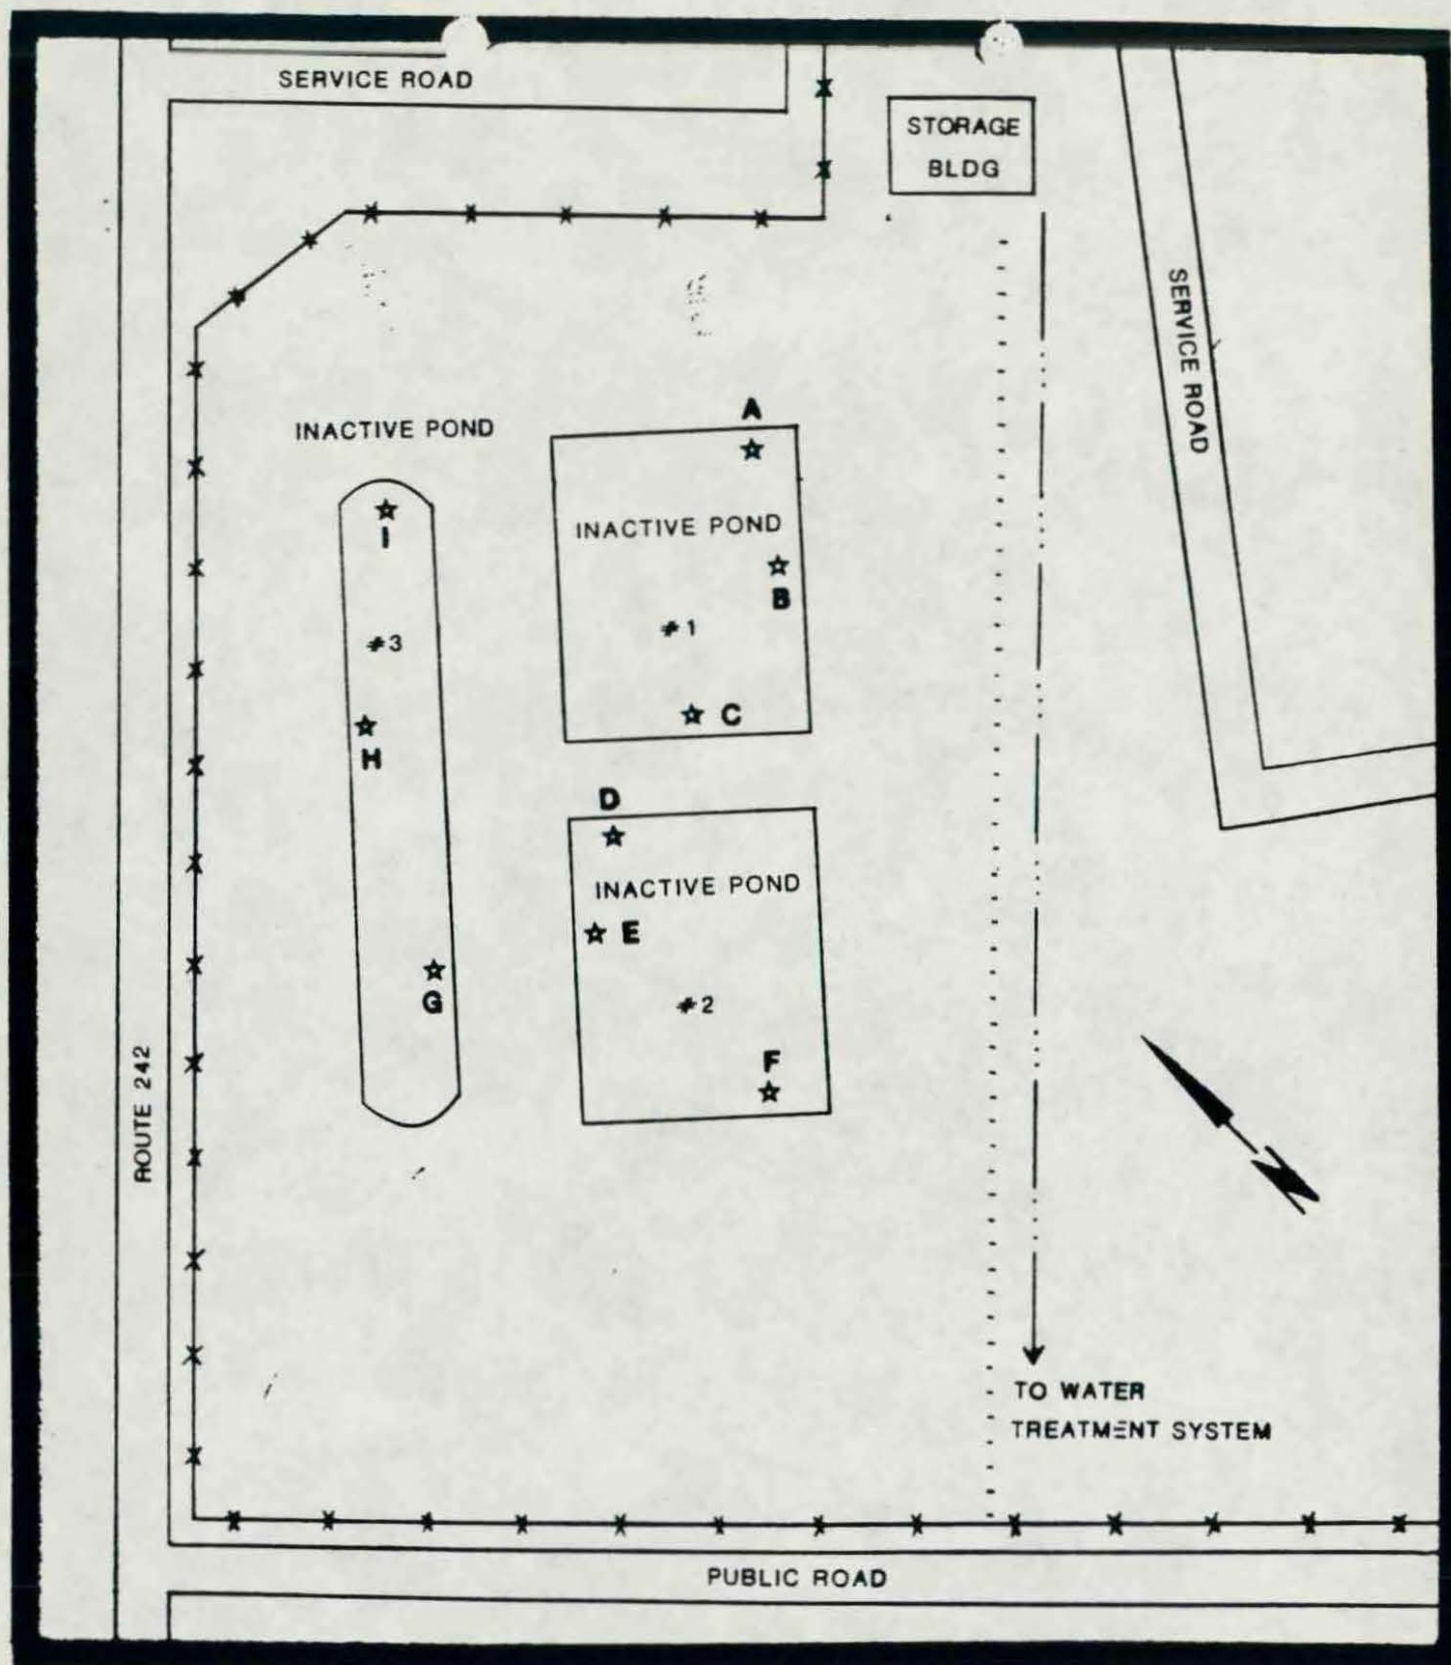 SERVICE ROAD
STORAGE
BLDG
SERVICE ROAD
A
INACTIVE POND
I
INACTIVE POND
B
#1
#3
C
H
D
INACTIVE POND
E
#2
G
F
ROUTE 242
N
TO WATER
TREATMENT SYSTEM
PUBLIC ROAD